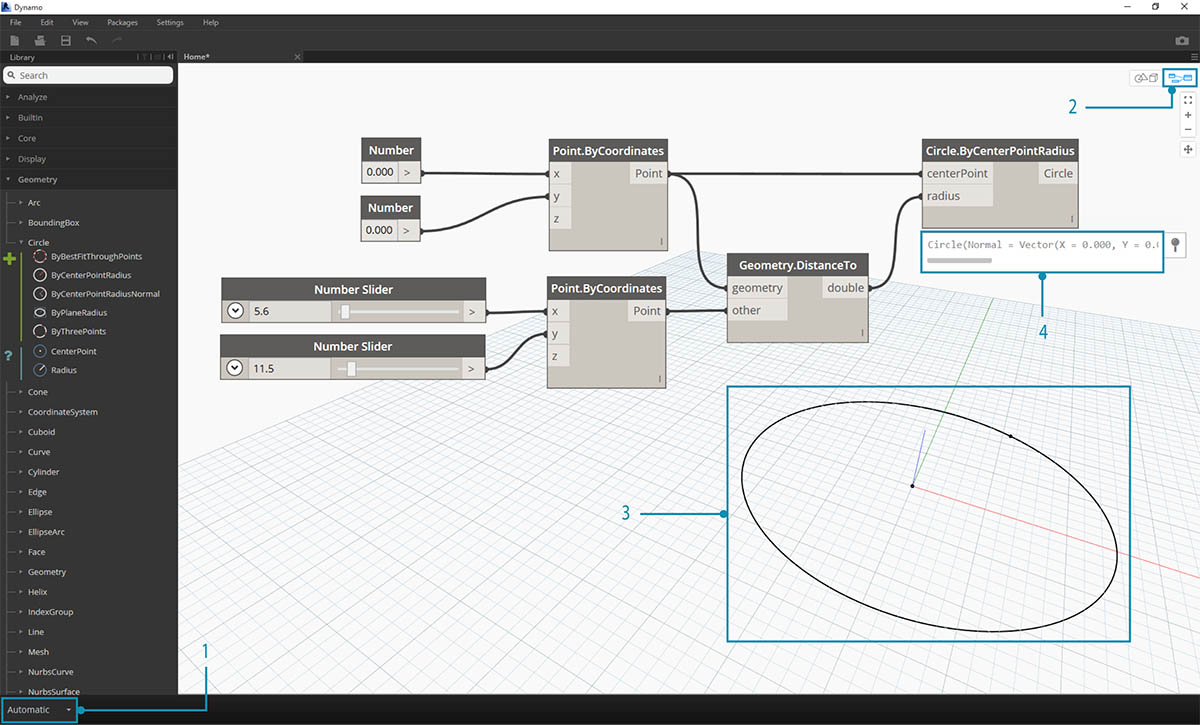 Dynamo
File Edit View Packages Settings Help
Library
Home*
Search
Analyze
BuiltIn
Core
Display
Geometry
Arc
BoundingBox
Circle
ByBestFitThroughPoints
ByCenterPointRadius
ByCenterPointRadiusNormal
ByPlaneRadius
ByThreePoints
CenterPoint
Radius
Cone
CoordinateSystem
Cuboid
Curve
Cylinder
Edge
Ellipse
EllipseArc
Face
Geometry
Helix
IndexGroup
Line
Mesh
NurbsCurve
NurbsSurface
Automatic
1
2
Number
0.000 >
Number
0.000 >
Point.ByCoordinates
x Point
y
z
l
Number Slider
5.6 >
Number Slider
11.5 >
Point.ByCoordinates
x Point
y
z
l
Geometry.DistanceTo
geometry double
other
l
Circle.ByCenterPointRadius
centerPoint Circle
radius
l
Circle(Normal = Vector(X = 0.000, Y = 0.
4
3